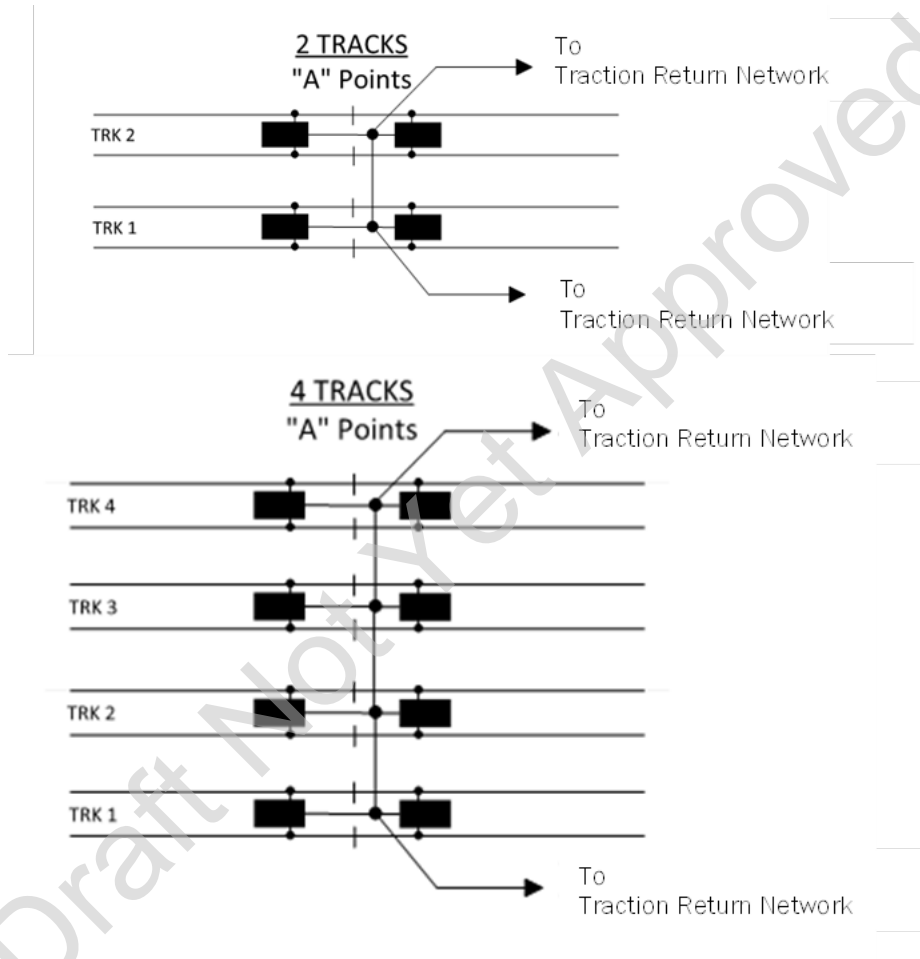 2 TRACKS
"A" Points
To
Traction Return Network
TRK 2
TRK 1
To
Traction Return Network
4 TRACKS
"A" Points
To
Traction Return Network
TRK 4
TRK 3
TRK 2
TRK 1
To
Traction Return Network
Draft Not Yet Approved